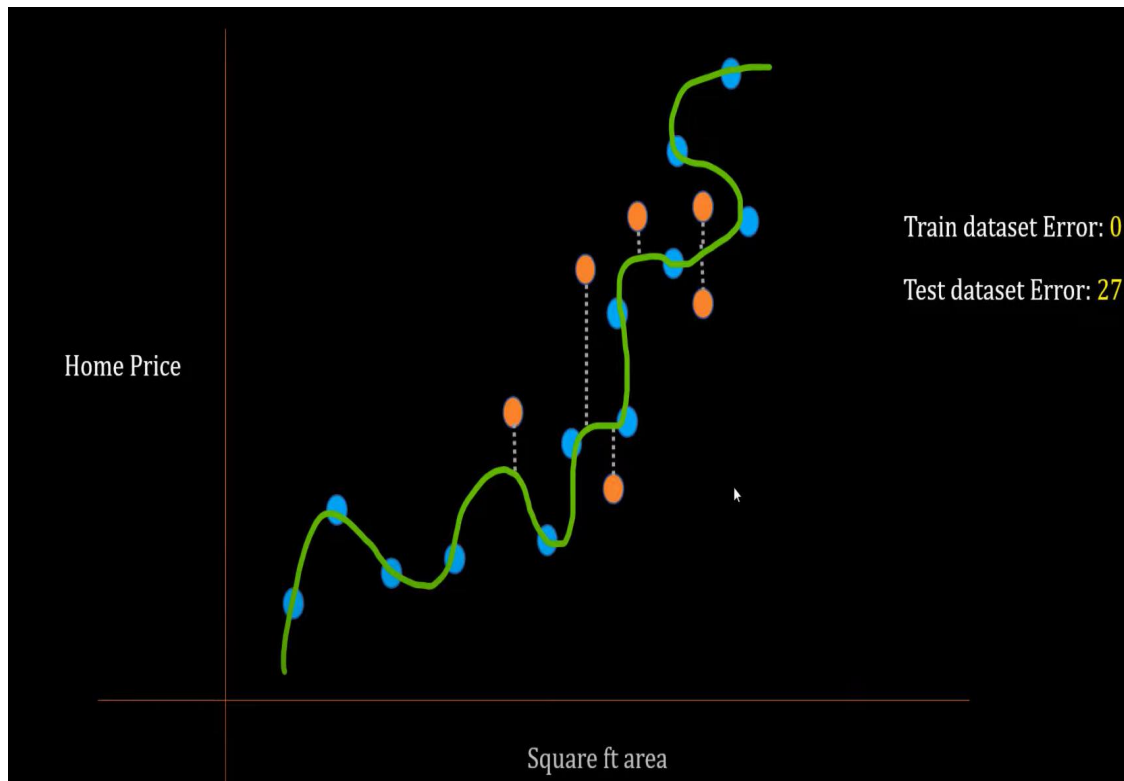 Train dataset Error: 0
Test dataset Error: 27
Home Price
Square ft area